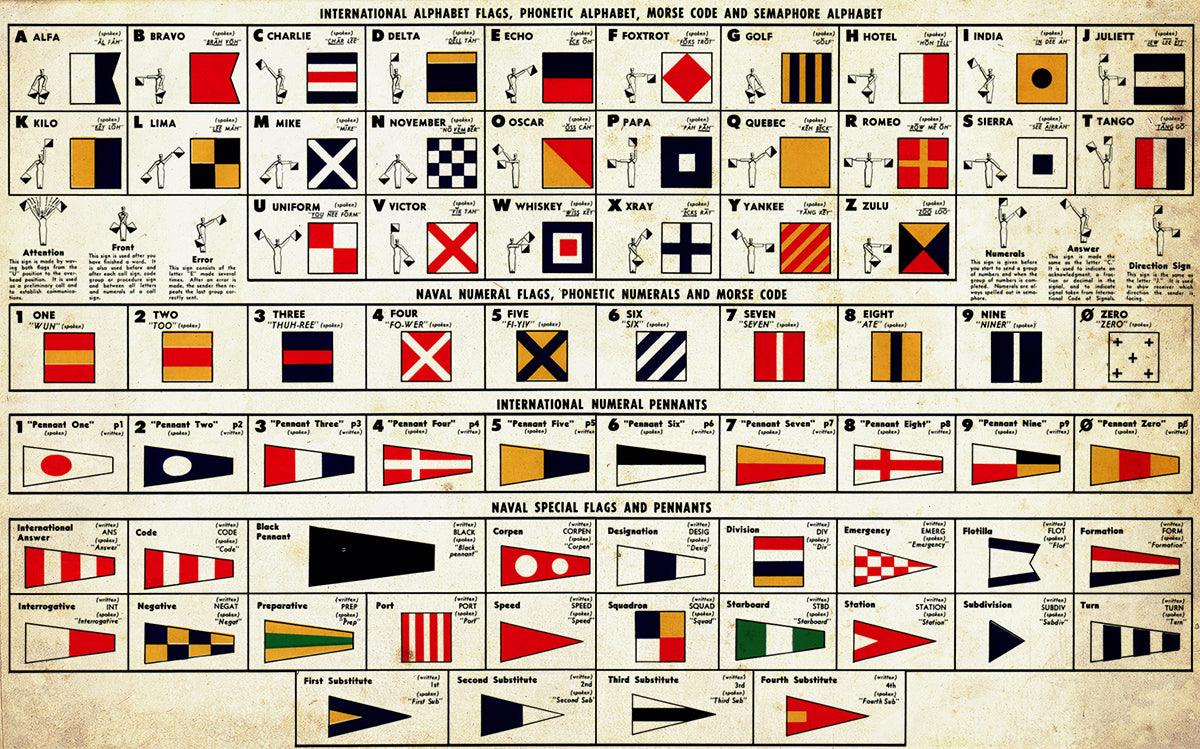 INTERNATIONAL ALPHABET FLAGS, PHONETIC ALPHABET, MORSE CODE AND SEMAPHORE ALPHABET
A ALFA (spoken) "ĂL FĂH"
B BRAVO (spoken) "BRĂH VŌH"
C CHARLIE (spoken) "CHĂR LĒĒ"
D DELTA (spoken) "DĔLL TĂH"
E ECHO (spoken) "ĔCK ŌH"
F FOXTROT (spoken) "FŎKS TRŎT"
G GOLF (spoken) "GŎLF"
H HOTEL (spoken) "HŌH TĔLL"
I INDIA (spoken) "IN DĒĒ ĂH"
J JULIETT (spoken) "JEW LEE ETT"
K KILO (spoken) "KEY LOH"
L LIMA (spoken) "LEE MAH"
M MIKE (spoken) "MIKE"
N NOVEMBER (spoken) "NO VEM BER"
O OSCAR (spoken) "OSS CAH"
P PAPA (spoken) "PAH PAH"
Q QUEBEC (spoken) "KEH BECK"
R ROMEO (spoken) "ROW ME OH"
S SIERRA (spoken) "SEE AIRRAH"
T TANGO (spoken) "TANG GO"
Attention
This sign is made by waving both flags from the "U" position to the overhead position. It is used as a preliminary call and to establish communications.
Front
This sign is used after you have finished a word. It is also used before and after each call sign, code group or procedure sign and between all letters and numerals of a call sign.
Error
This sign consists of the letter "E" made several times. After an error is made, the sender then repeats the last group correctly sent.
U UNIFORM (spoken) "YOU NEE FORM"
V VICTOR (spoken) "VIK TAH"
W WHISKEY (spoken) "WISS KEY"
X XRAY (spoken) "ECKS RAY"
Y YANKEE (spoken) "YANG KEY"
Z ZULU (spoken) "ZOO LOO"
Numerals
This sign is given before you start to send a group of numbers and when the group of numbers is completed. Numerals are always spelled out in semaphore.
Answer
This sign is made the same as the letter "C." It is used to indicate an acknowledgment, a fraction or decimal in the signal, and to indicate signal taken from International Code of Signals.
Direction Sign
This sign is the same as the letter "J." It is used to show receiver which direction the sender is facing.
NAVAL NUMERAL FLAGS, PHONETIC NUMERALS AND MORSE CODE
1 ONE "WUN" (spoken)
2 TWO "TOO" (spoken)
3 THREE "THUH-REE" (spoken)
4 FOUR "FO-WER" (spoken)
5 FIVE "FI-YIV" (spoken)
6 SIX "SIX" (spoken)
7 SEVEN "SEVEN" (spoken)
8 EIGHT "ATE" (spoken)
9 NINE "NINER" (spoken)
Ø ZERO "ZERO" (spoken)
INTERNATIONAL NUMERAL PENNANTS
1 "Pennant One" p1 (spoken) (written)
2 "Pennant Two" p2 (spoken) (written)
3 "Pennant Three" p3 (spoken) (written)
4 "Pennant Four" p4 (spoken) (written)
5 "Pennant Five" p5 (spoken) (written)
6 "Pennant Six" p6 (spoken) (written)
7 "Pennant Seven" p7 (spoken) (written)
8 "Pennant Eight" p8 (spoken) (written)
9 "Pennant Nine" p9 (spoken) (written)
Ø "Pennant Zero" pØ (spoken) (written)
NAVAL SPECIAL FLAGS AND PENNANTS
International Answer (written) ANS (spoken) "Answer"
Code (written) CODE (spoken) "Code"
Black Pennant (written) BLACK (spoken) "Black pennant"
Corpen (written) CORPEN (spoken) "Corpen"
Designation (written) DESIG (spoken) "Desig"
Division (written) DIV (spoken) "Div"
Emergency (written) EMERG (spoken) "Emergency"
Flotilla (written) FLOT (spoken) "Flot"
Formation (written) FORM (spoken) "Formation"
Interrogative (written) INT (spoken) "Interrogative"
Negative (written) NEGAT (spoken) "Negat"
Preparative (written) PREP (spoken) "Prep"
Port (written) PORT (spoken) "Port"
Speed (written) SPEED (spoken) "Speed"
Squadron (written) SQUAD (spoken) "Squad"
Starboard (written) STBD (spoken) "Starboard"
Station (written) STATION (spoken) "Station"
Subdivision (written) SUBDIV (spoken) "Subdiv"
Turn (written) TURN (spoken) "Turn"
First Substitute (written) 1st (spoken) "First Sub"
Second Substitute (written) 2nd (spoken) "Second Sub"
Third Substitute (written) 3rd (spoken) "Third Sub"
Fourth Substitute (written) 4th (spoken) "Fourth Sub"